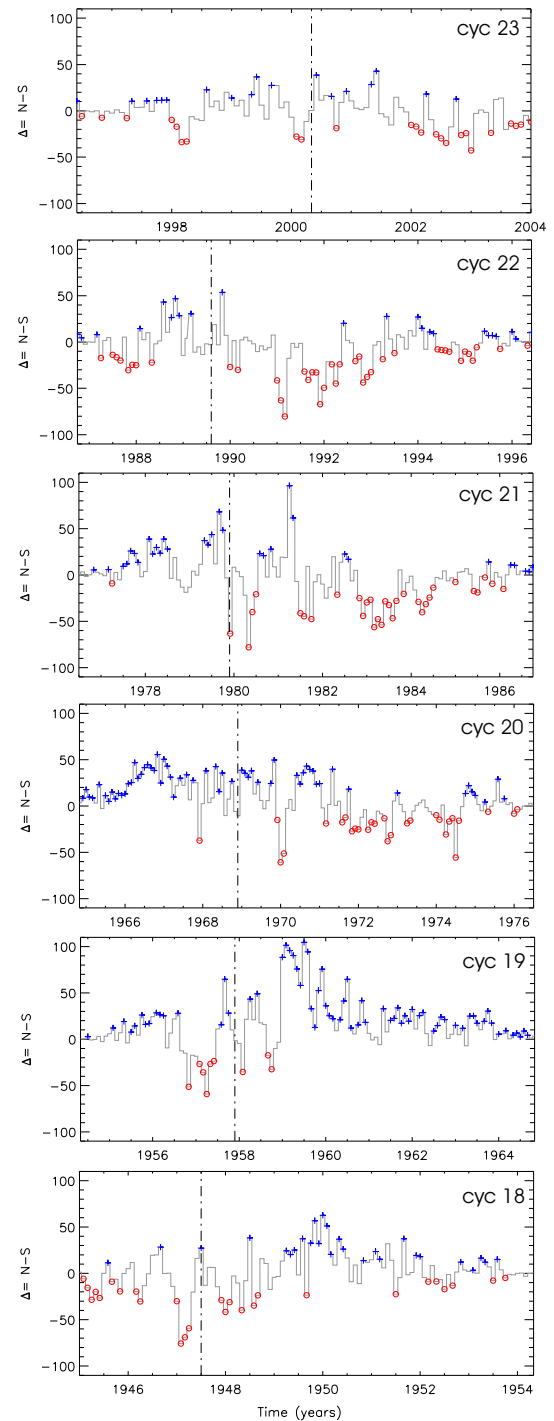 cyc 23
100
50
0
−50
−100
Δ= N−S
1998 2000 2002 2004
cyc 22
100
50
0
−50
−100
Δ= N−S
1988 1990 1992 1994 1996
cyc 21
100
50
0
−50
−100
Δ= N−S
1978 1980 1982 1984 1986
cyc 20
100
50
0
−50
−100
Δ= N−S
1966 1968 1970 1972 1974 1976
cyc 19
100
50
0
−50
−100
Δ= N−S
1956 1958 1960 1962 1964
cyc 18
100
50
0
−50
−100
Δ= N−S
1946 1948 1950 1952 1954
Time (years)